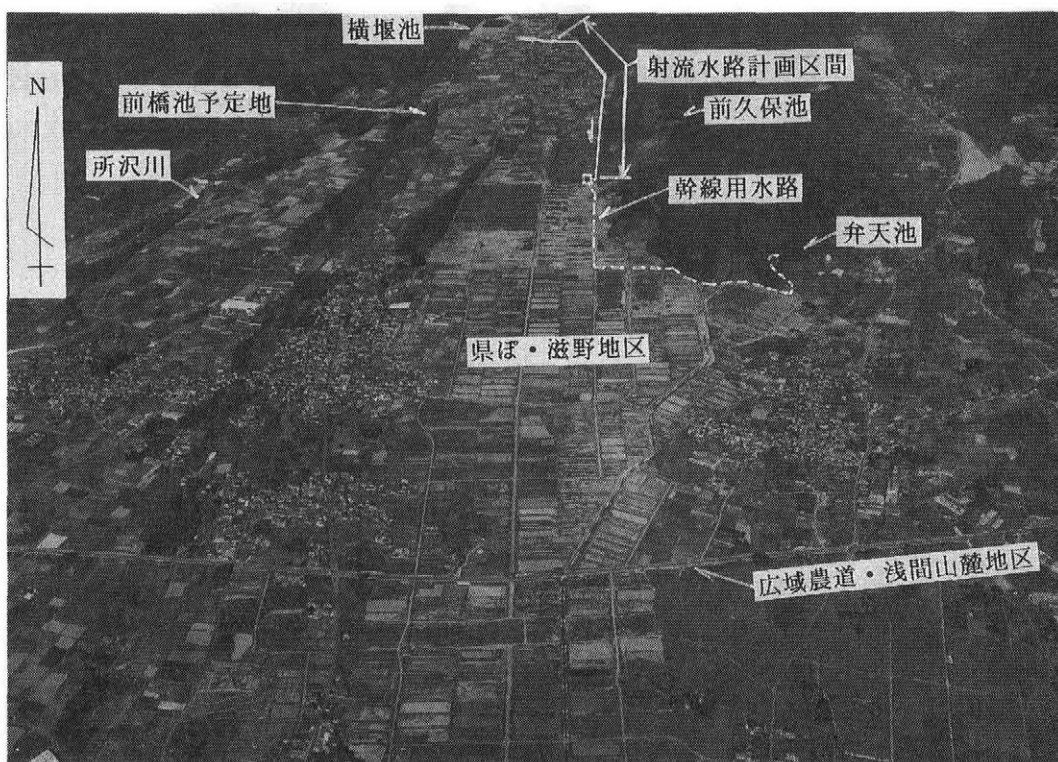 横堰池
射流水路計画区間
N
前橋池予定地
前久保池
所沢川
幹線用水路
弁天池
県ぽ・滋野地区
広域農道・浅間山麓地区